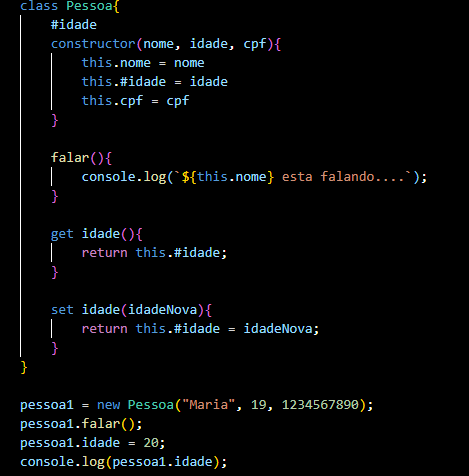 class Pessoa{
    #idade
    constructor(nome, idade, cpf){
        this.nome = nome
        this.#idade = idade
        this.cpf = cpf
    }

    falar(){
        console.log(`${this.nome} esta falando....`);
    }

    get idade(){
        return this.#idade;
    }

    set idade(idadeNova){
        return this.#idade = idadeNova;
    }
}

pessoa1 = new Pessoa("Maria", 19, 1234567890);
pessoa1.falar();
pessoa1.idade = 20;
console.log(pessoa1.idade);